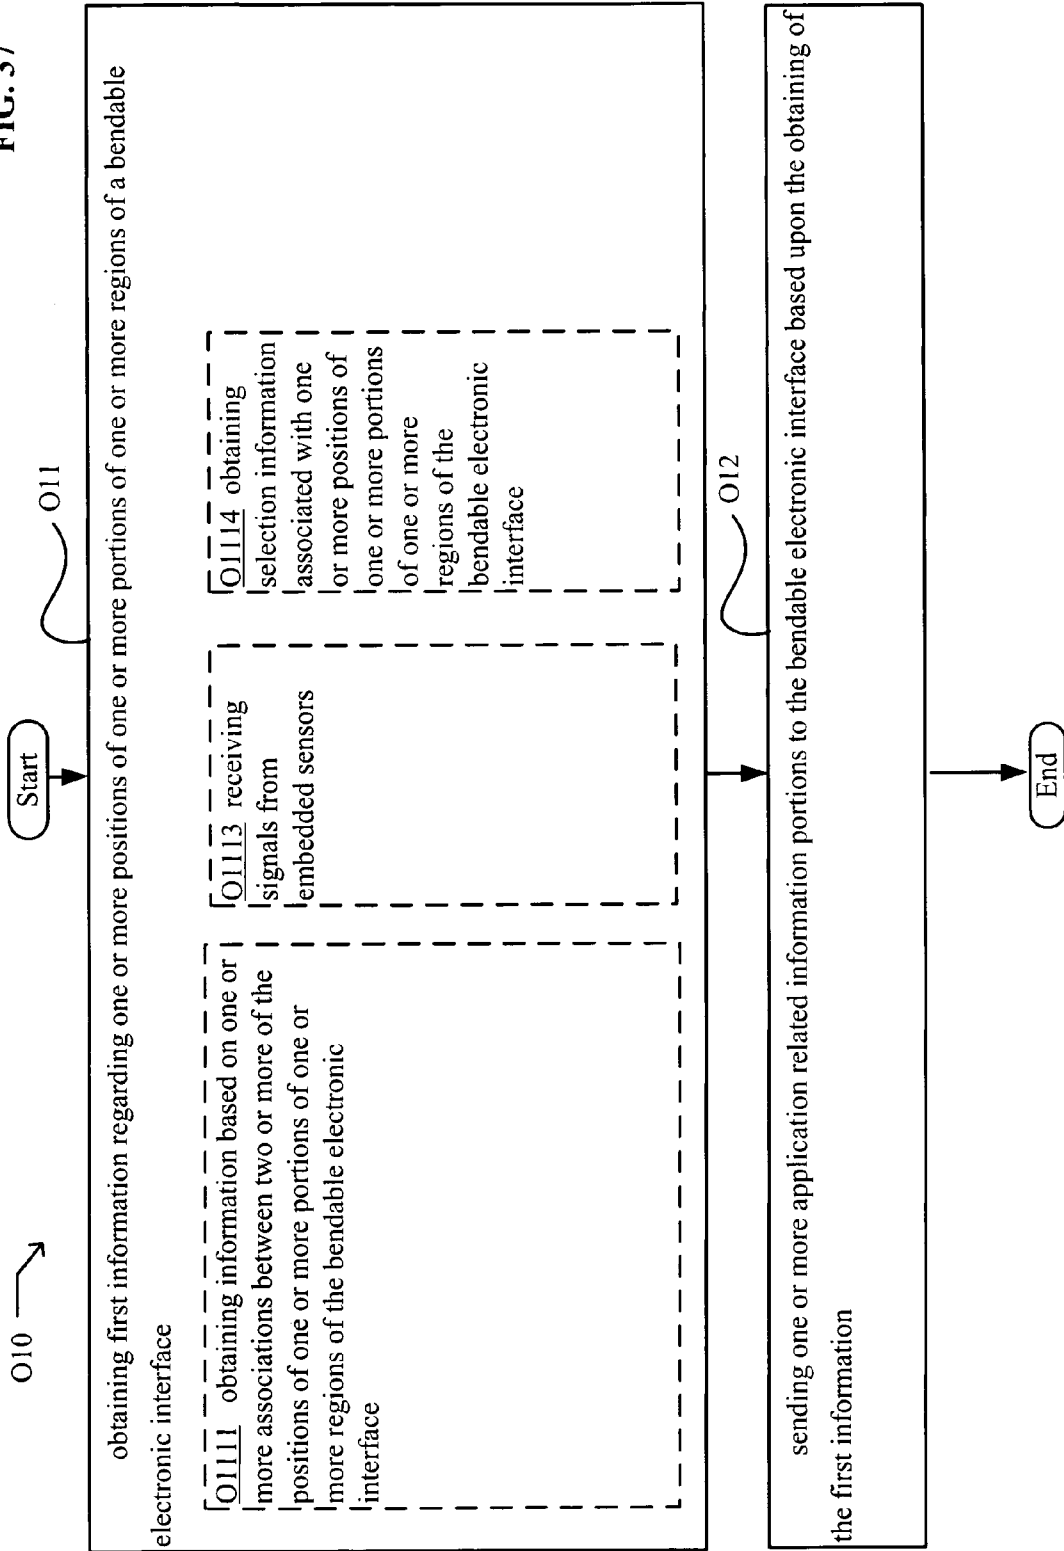 FIG. 37
O10
Start
O11
obtaining first information regarding one or more positions of one or more portions of one or more regions of a bendable
electronic interface
O1111 obtaining information based on one or
more associations between two or more of the
positions of one or more portions of one or
more regions of the bendable electronic
interface
O1113 receiving
signals from
embedded sensors
O1114 obtaining
selection information
associated with one
or more positions of
one or more portions
of one or more
regions of the
bendable electronic
interface
O12
sending one or more application related information portions to the bendable electronic interface based upon the obtaining of
the first information
End